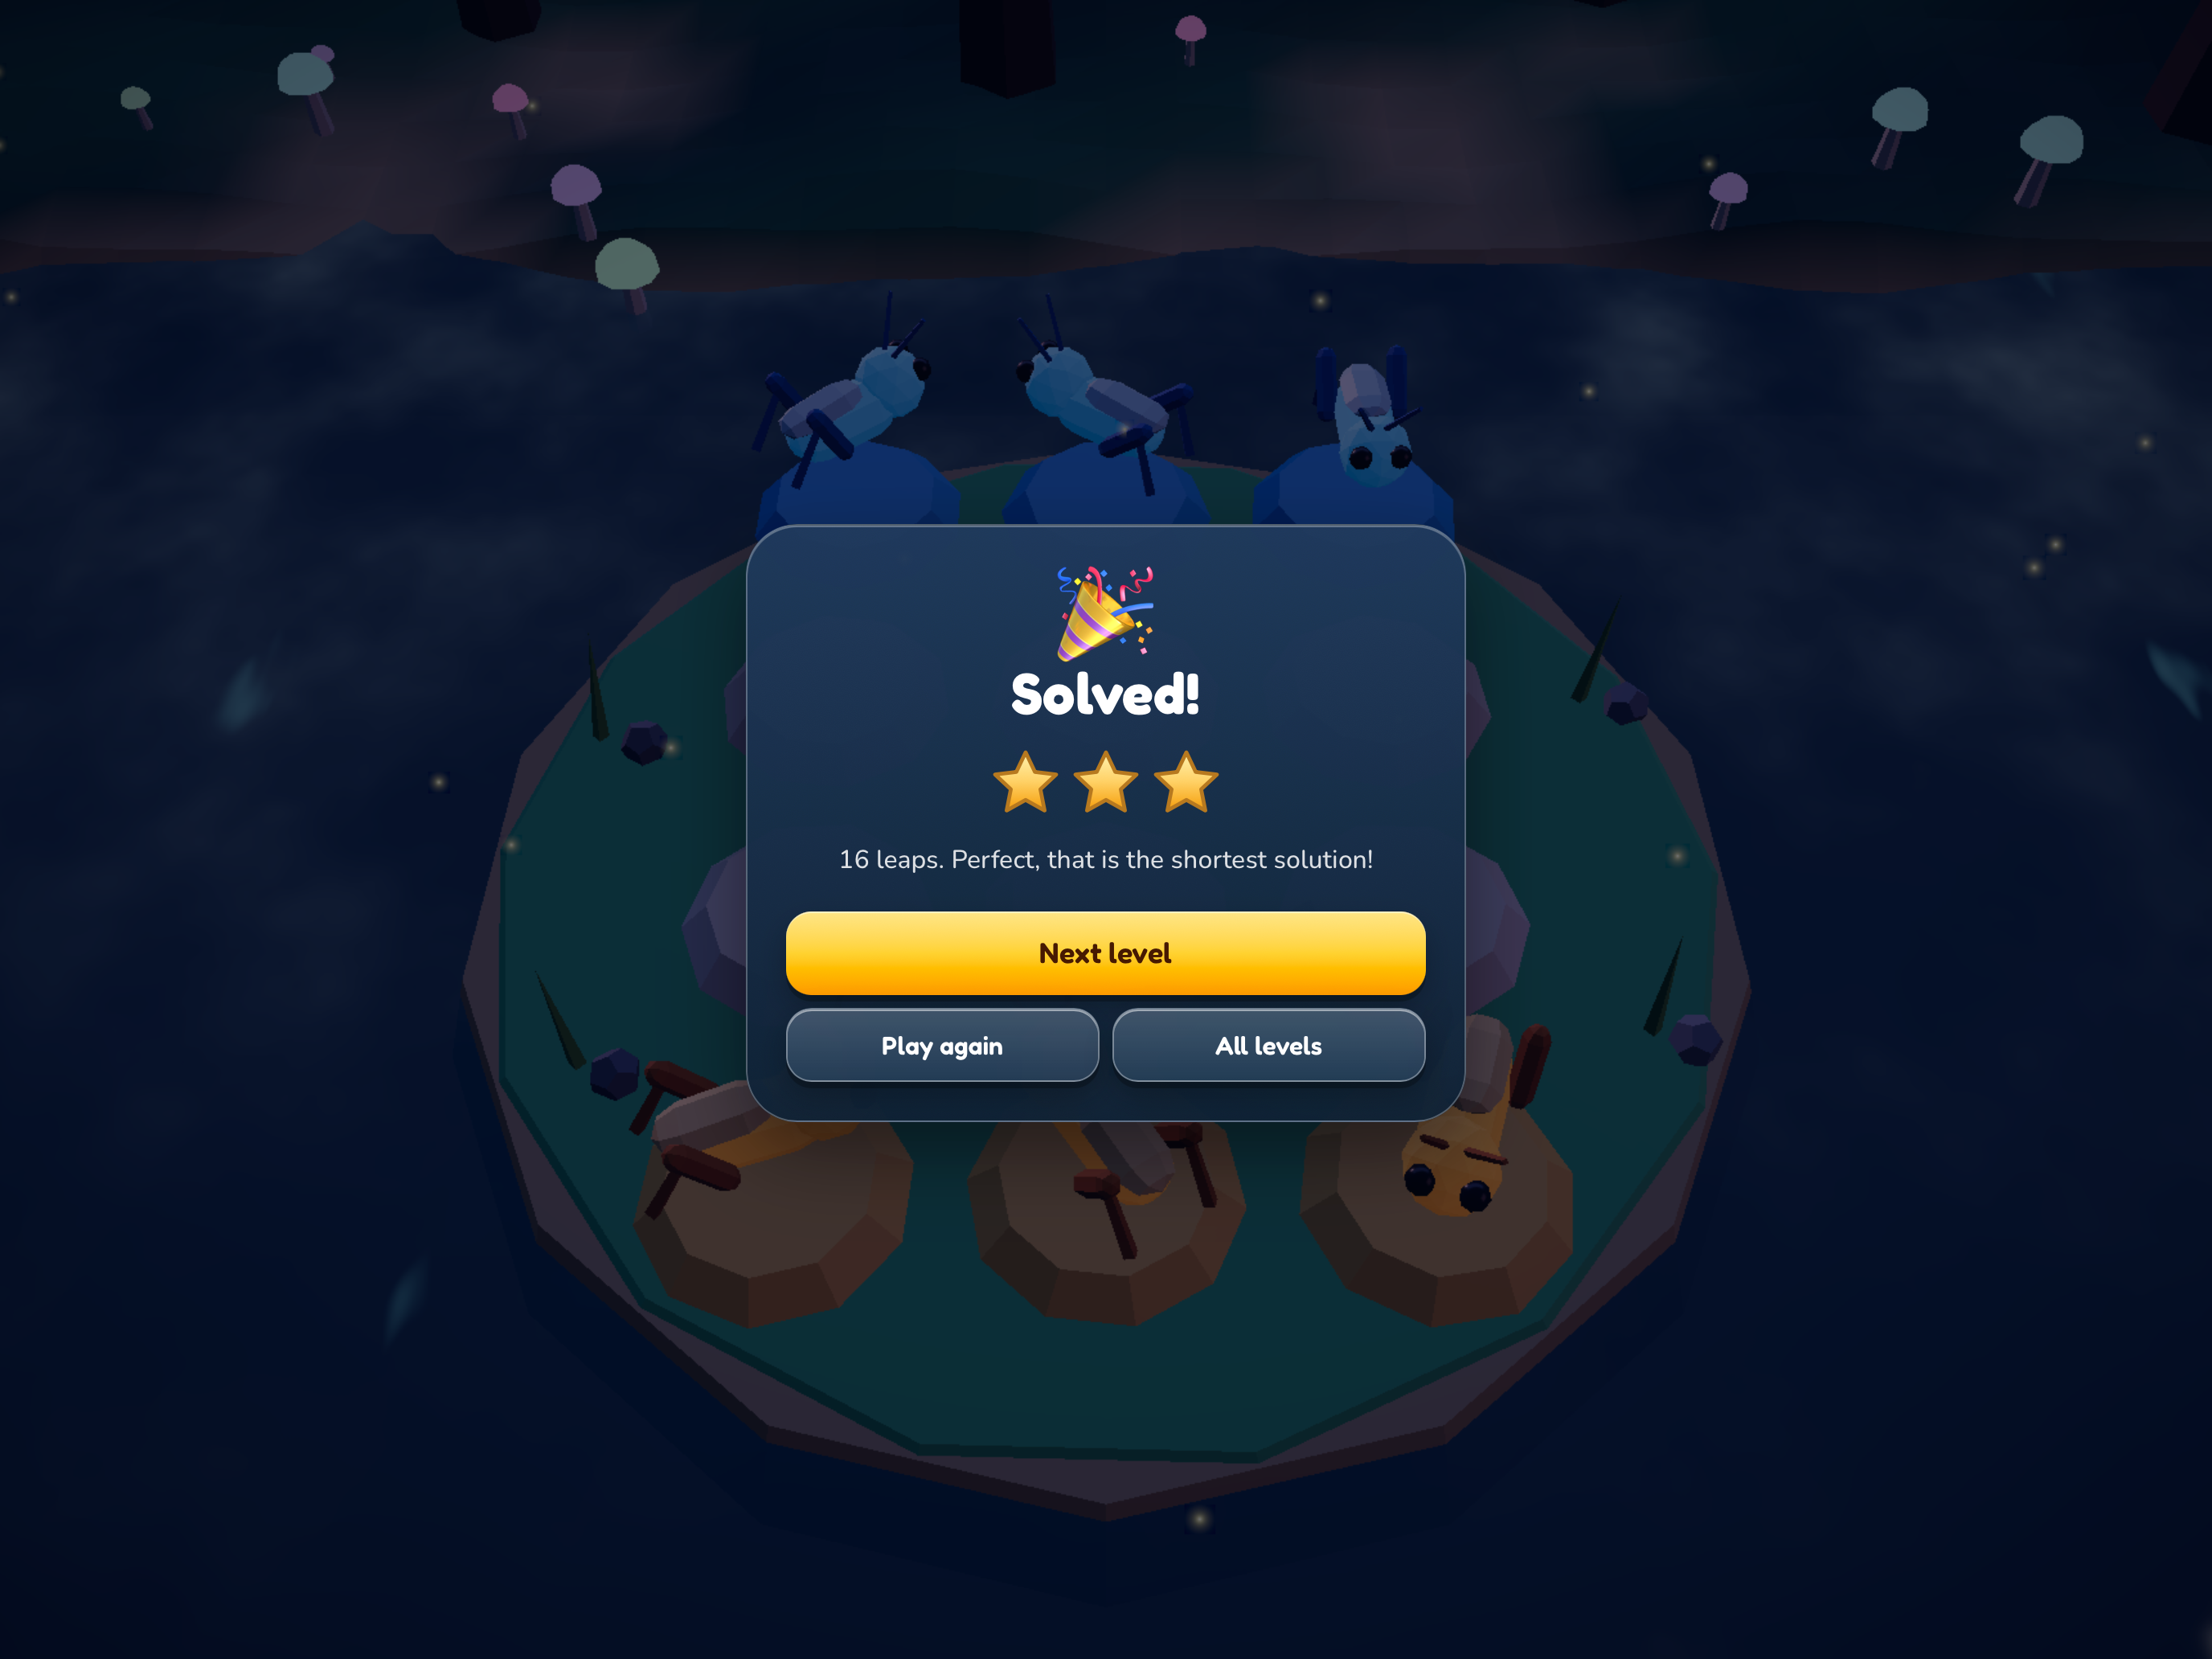 Solved!
16 leaps. Perfect, that is the shortest solution!
Next level
Play again
All levels